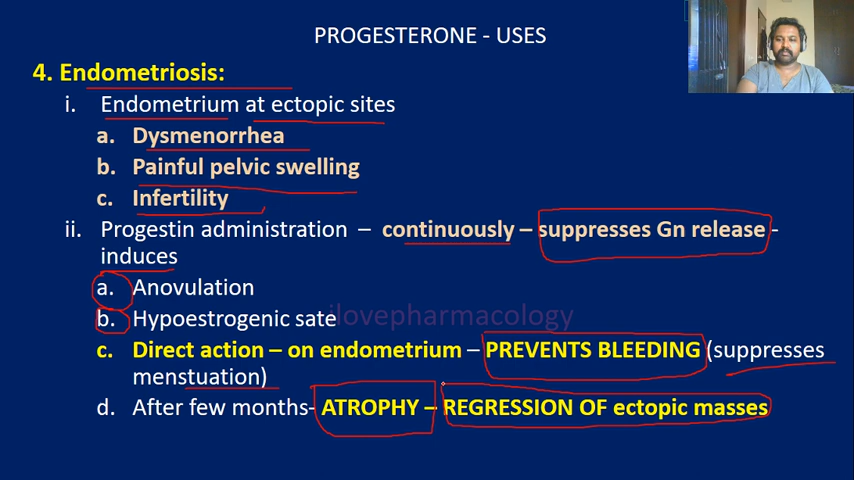 PROGESTERONE - USES
4. Endometriosis:
i. Endometrium at ectopic sites
a. Dysmenorrhea
b. Painful pelvic swelling
c. Infertility
ii. Progestin administration – continuously – suppresses Gn release -
induces
a. Anovulation
b. Hypoestrogenic sate
ilovepharmacology
c. Direct action – on endometrium – PREVENTS BLEEDING (suppresses
menstuation)
d. After few months- ATROPHY – REGRESSION OF ectopic masses